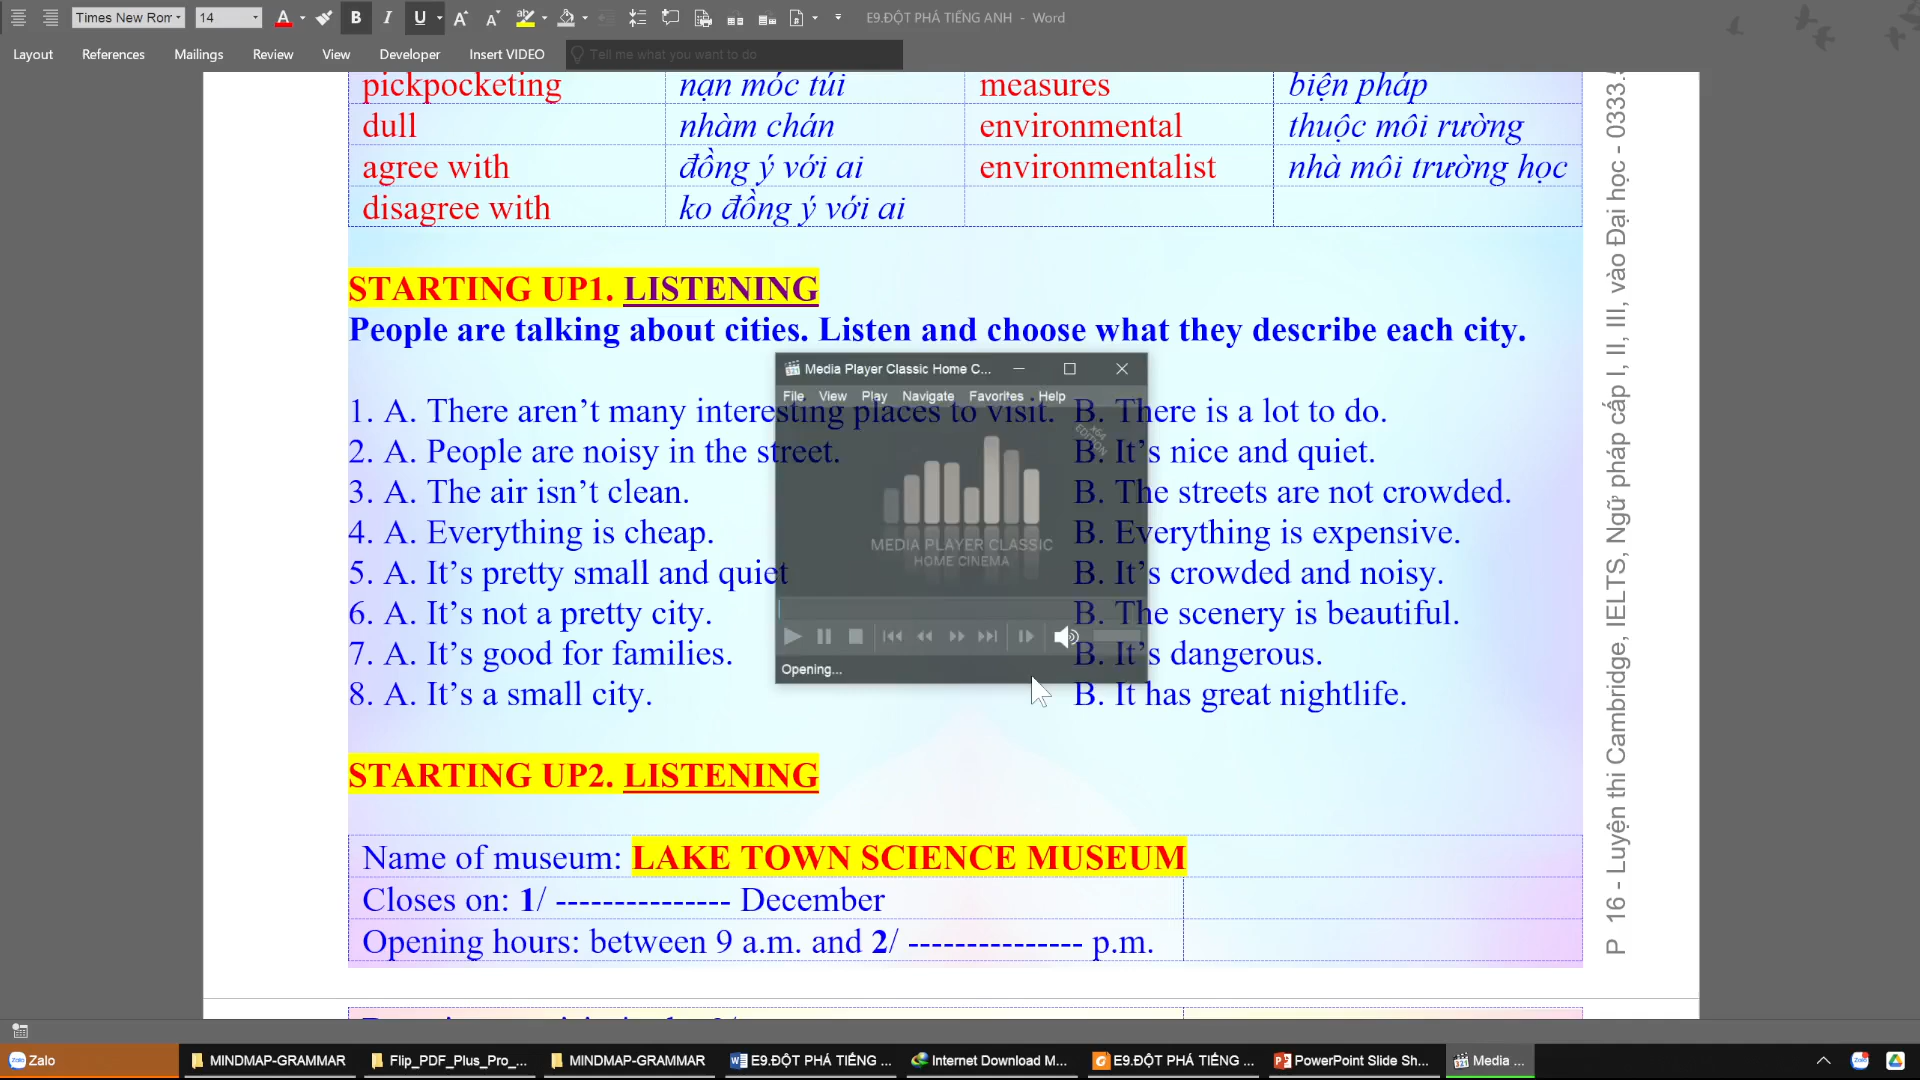 Times New Rom
14
A
B I U
E9.ĐỘT PHÁ TIẾNG ANH - Word
Layout References Mailings Review View Developer Insert VIDEO Tell me what you want to do
pickpocketing nạn móc túi measures biện pháp
dull nhàm chán environmental thuộc môi rường
agree with đồng ý với ai environmentalist nhà môi trường học
disagree with ko đồng ý với ai
STARTING UP1. LISTENING
People are talking about cities. Listen and choose what they describe each city.
1. A. There aren’t many interesting places to visit. B. There is a lot to do.
2. A. People are noisy in the street. B. It’s nice and quiet.
3. A. The air isn’t clean. B. The streets are not crowded.
4. A. Everything is cheap. B. Everything is expensive.
5. A. It’s pretty small and quiet B. It’s crowded and noisy.
6. A. It’s not a pretty city. B. The scenery is beautiful.
7. A. It’s good for families. B. It’s dangerous.
8. A. It’s a small city. B. It has great nightlife.
Media Player Classic Home C...
File View Play Navigate Favorites Help
x64 EDITION
MEDIA PLAYER CLASSIC
HOME CINEMA
Opening...
STARTING UP2. LISTENING
Name of museum: LAKE TOWN SCIENCE MUSEUM
Closes on: 1/ --------------- December
Opening hours: between 9 a.m. and 2/ --------------- p.m.
P 16 - Luyện thi Cambridge, IELTS, Ngữ pháp cấp I, II, III, vào Đại học - 0333.
Zalo MINDMAP-GRAMMAR Flip_PDF_Plus_Pro_... MINDMAP-GRAMMAR E9.ĐỘT PHÁ TIẾNG ... Internet Download M... E9.ĐỘT PHÁ TIẾNG ... PowerPoint Slide Sh... Media ...